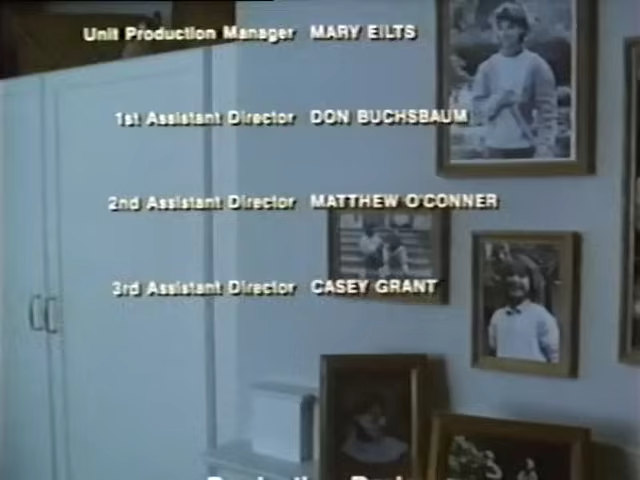 Unit Production Manager MARY EILTS
1st Assistant Director DON BUCHSBAUM
2nd Assistant Director MATTHEW O'CONNER
3rd Assistant Director CASEY GRANT